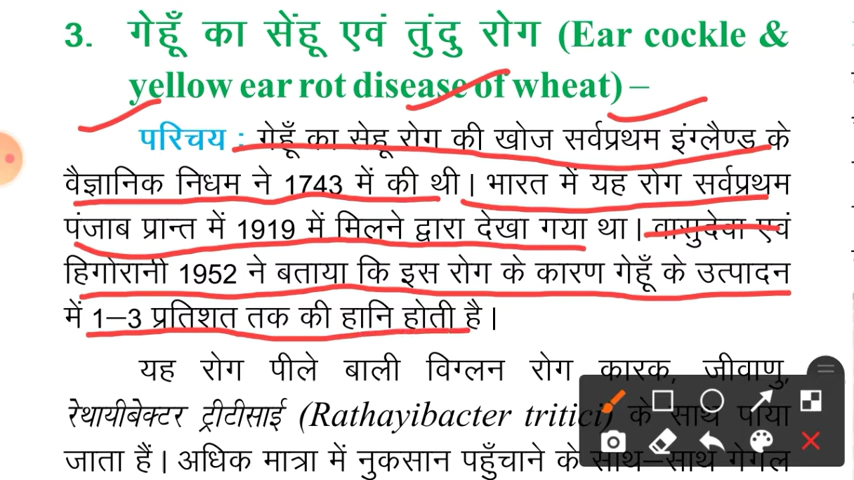 3. गेहूँ का सेंहू एवं तुंदु रोग (Ear cockle &
yellow ear rot disease of wheat) –
परिचय : गेहूँ का सेहू रोग की खोज सर्वप्रथम इंग्लैण्ड के
वैज्ञानिक निधम ने 1743 में की थी। भारत में यह रोग सर्वप्रथम
पंजाब प्रान्त में 1919 में मिलने द्वारा देखा गया था। वासुदेवा एवं
हिगोरानी 1952 ने बताया कि इस रोग के कारण गेहूँ के उत्पादन
में 1–3 प्रतिशत तक की हानि होती है।
यह रोग पीले बाली विग्लन रोग कारक, जीवाणु,
रेथायीबेक्टर ट्रीटीसाई (Rathayibacter tritici) के साथ पाया
जाता हैं। अधिक मात्रा में नुकसान पहुँचाने के साथ–साथ गेगल